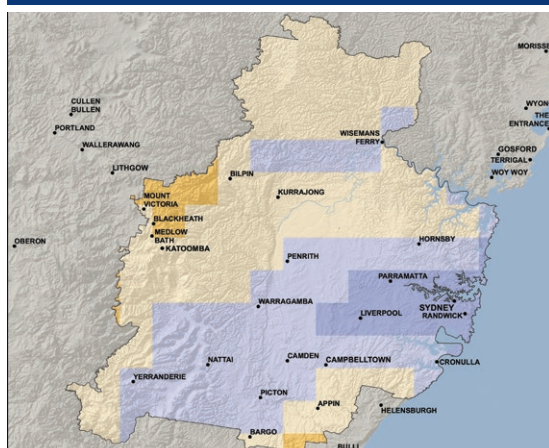 MORISSE
CULLEN
BULLEN
WYON
THE
ENTRANCE
PORTLAND
WISEMANS
FERRY
WALLERAWANG
GOSFORD
TERRIGAL
LITHGOW
WOY WOY
BILPIN
KURRAJONG
MOUNT
VICTORIA
BLACKHEATH
MEDLOW
BATH
OBERON
KATOOMBA
HORNSBY
PENRITH
PARRAMATTA
WARRAGAMBA
SYDNEY
RANDWICK
LIVERPOOL
NATTAI
CAMDEN
CAMPBELLTOWN
CRONULLA
YERRANDERIE
PICTON
APPIN
HELENSBURGH
BARGO
BULLI